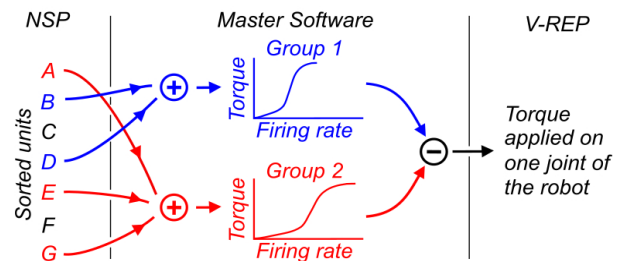 NSP
Master Software
V-REP
Sorted units
A
B
C
D
E
F
G
+
+
Group 1
Torque
Firing rate
Group 2
Torque
Firing rate
−
Torque
applied on
one joint of
the robot